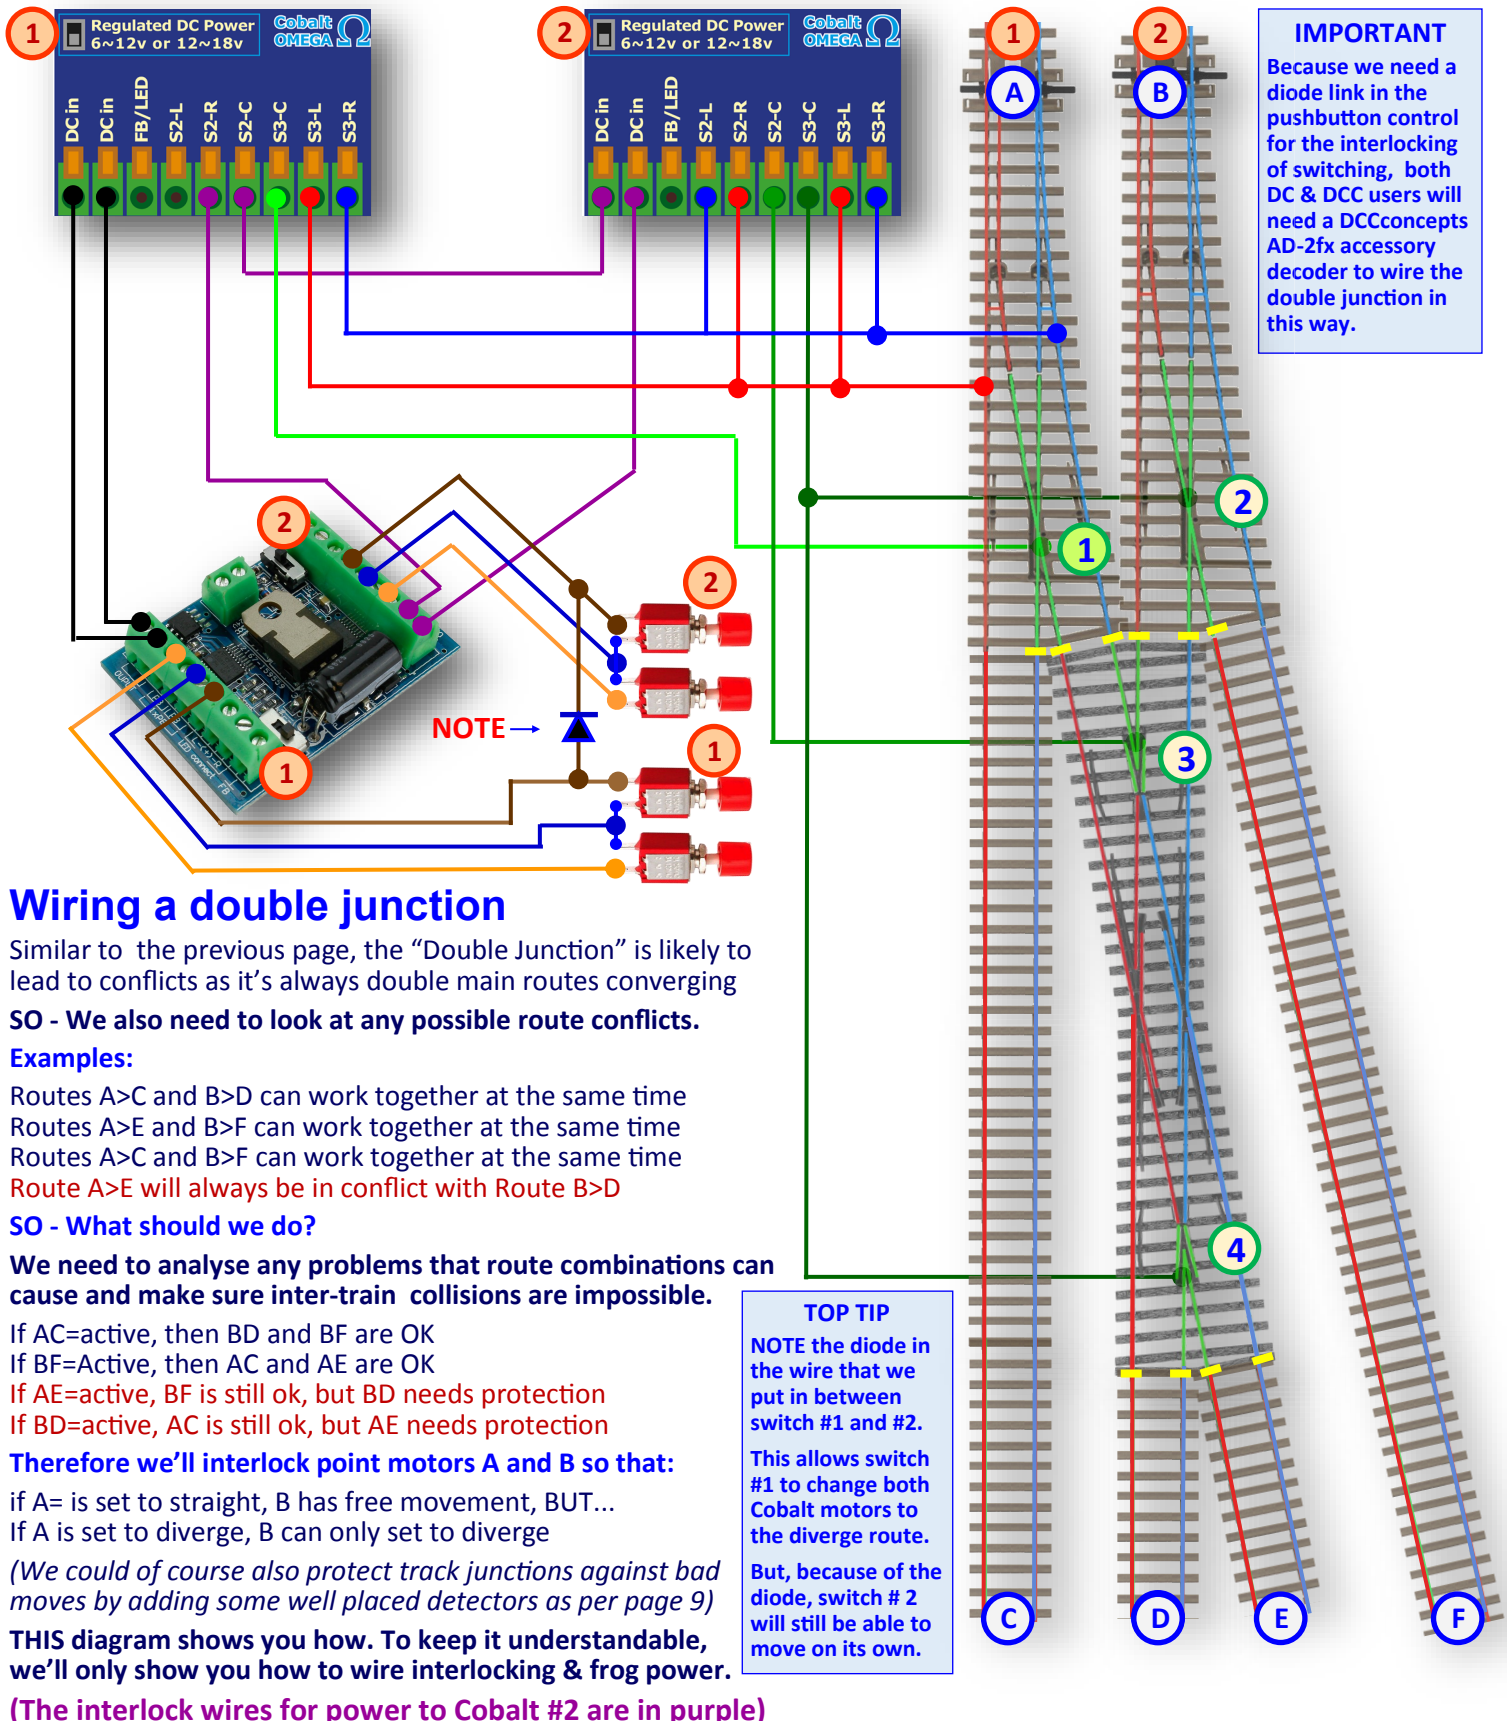 1
Regulated DC Power
6~12v or 12~18v
Cobalt
OMEGA Ω
DC in
DC in
FB/LED
S2-L
S2-R
S2-C
S3-C
S3-L
S3-R
2
Regulated DC Power
6~12v or 12~18v
Cobalt
OMEGA Ω
DC in
DC in
FB/LED
S2-L
S2-R
S2-C
S3-C
S3-L
S3-R
1
A
2
B
IMPORTANT
Because we need a
diode link in the
pushbutton control
for the interlocking
of switching, both
DC & DCC users will
need a DCCconcepts
AD-2fx accessory
decoder to wire the
double junction in
this way.
2
1
2
1
NOTE
LED connect
L-(+)-R
FB
2
1
3
4
Wiring a double junction
Similar to the previous page, the “Double Junction” is likely to
lead to conflicts as it’s always double main routes converging
SO - We also need to look at any possible route conflicts.
Examples:
Routes A>C and B>D can work together at the same time
Routes A>E and B>F can work together at the same time
Routes A>C and B>F can work together at the same time
Route A>E will always be in conflict with Route B>D
SO - What should we do?
We need to analyse any problems that route combinations can
cause and make sure inter-train collisions are impossible.
If AC=active, then BD and BF are OK
If BF=Active, then AC and AE are OK
If AE=active, BF is still ok, but BD needs protection
If BD=active, AC is still ok, but AE needs protection
Therefore we’ll interlock point motors A and B so that:
if A= is set to straight, B has free movement, BUT...
If A is set to diverge, B can only set to diverge
(We could of course also protect track junctions against bad
moves by adding some well placed detectors as per page 9)
THIS diagram shows you how. To keep it understandable,
we’ll only show you how to wire interlocking & frog power.
(The interlock wires for power to Cobalt #2 are in purple)
TOP TIP
NOTE the diode in
the wire that we
put in between
switch #1 and #2.
This allows switch
#1 to change both
Cobalt motors to
the diverge route.
But, because of the
diode, switch # 2
will still be able to
move on its own.
C
D
E
F